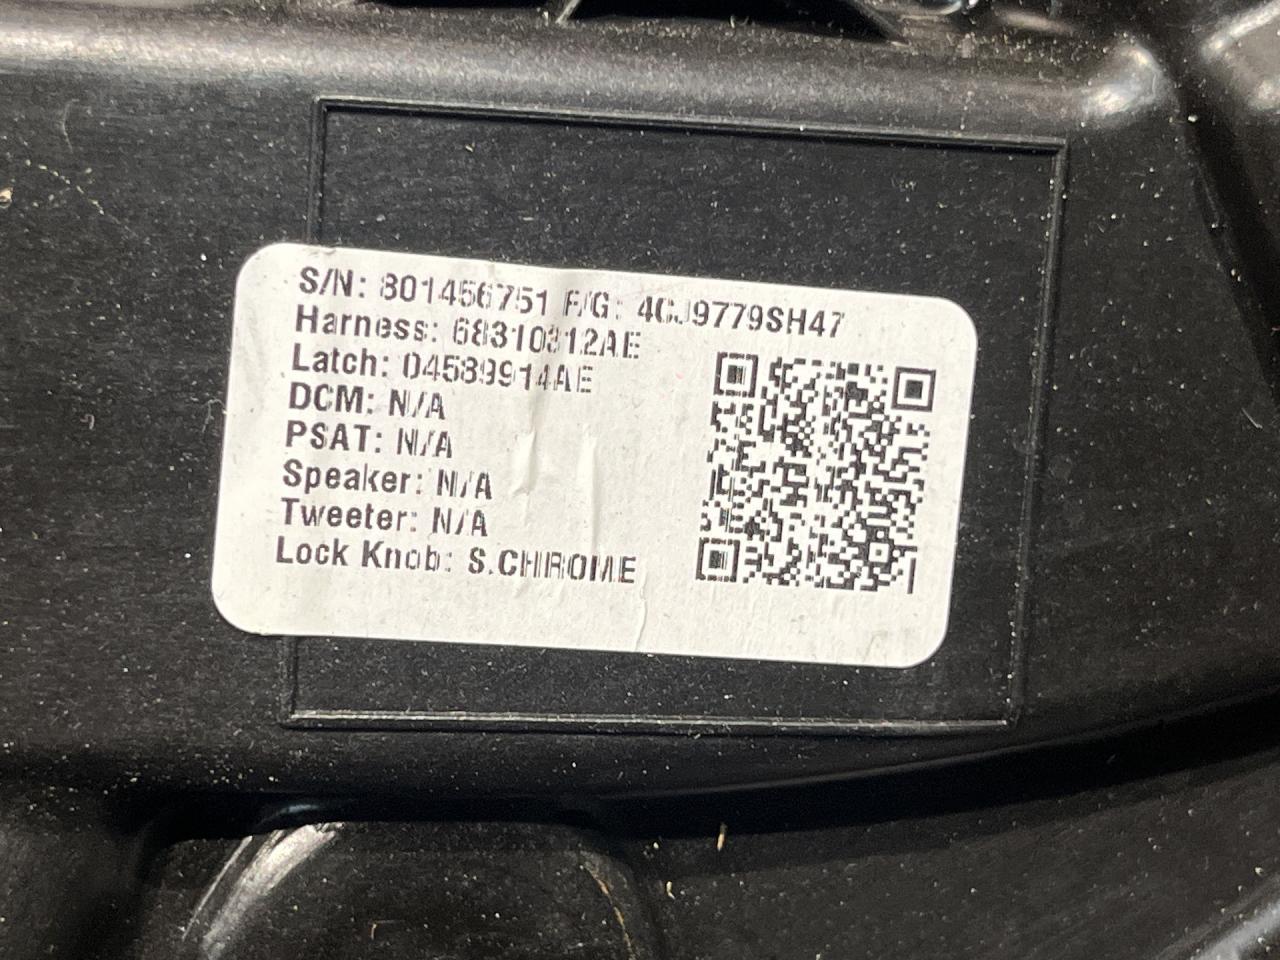 S/N: 801456751 F/G: 4CJ9779SH47
Harness: 68310312AE
Latch: 04589914AE
DCM: N/A
PSAT: N/A
Speaker: N/A
Tweeter: N/A
Lock Knob: S.CHROME